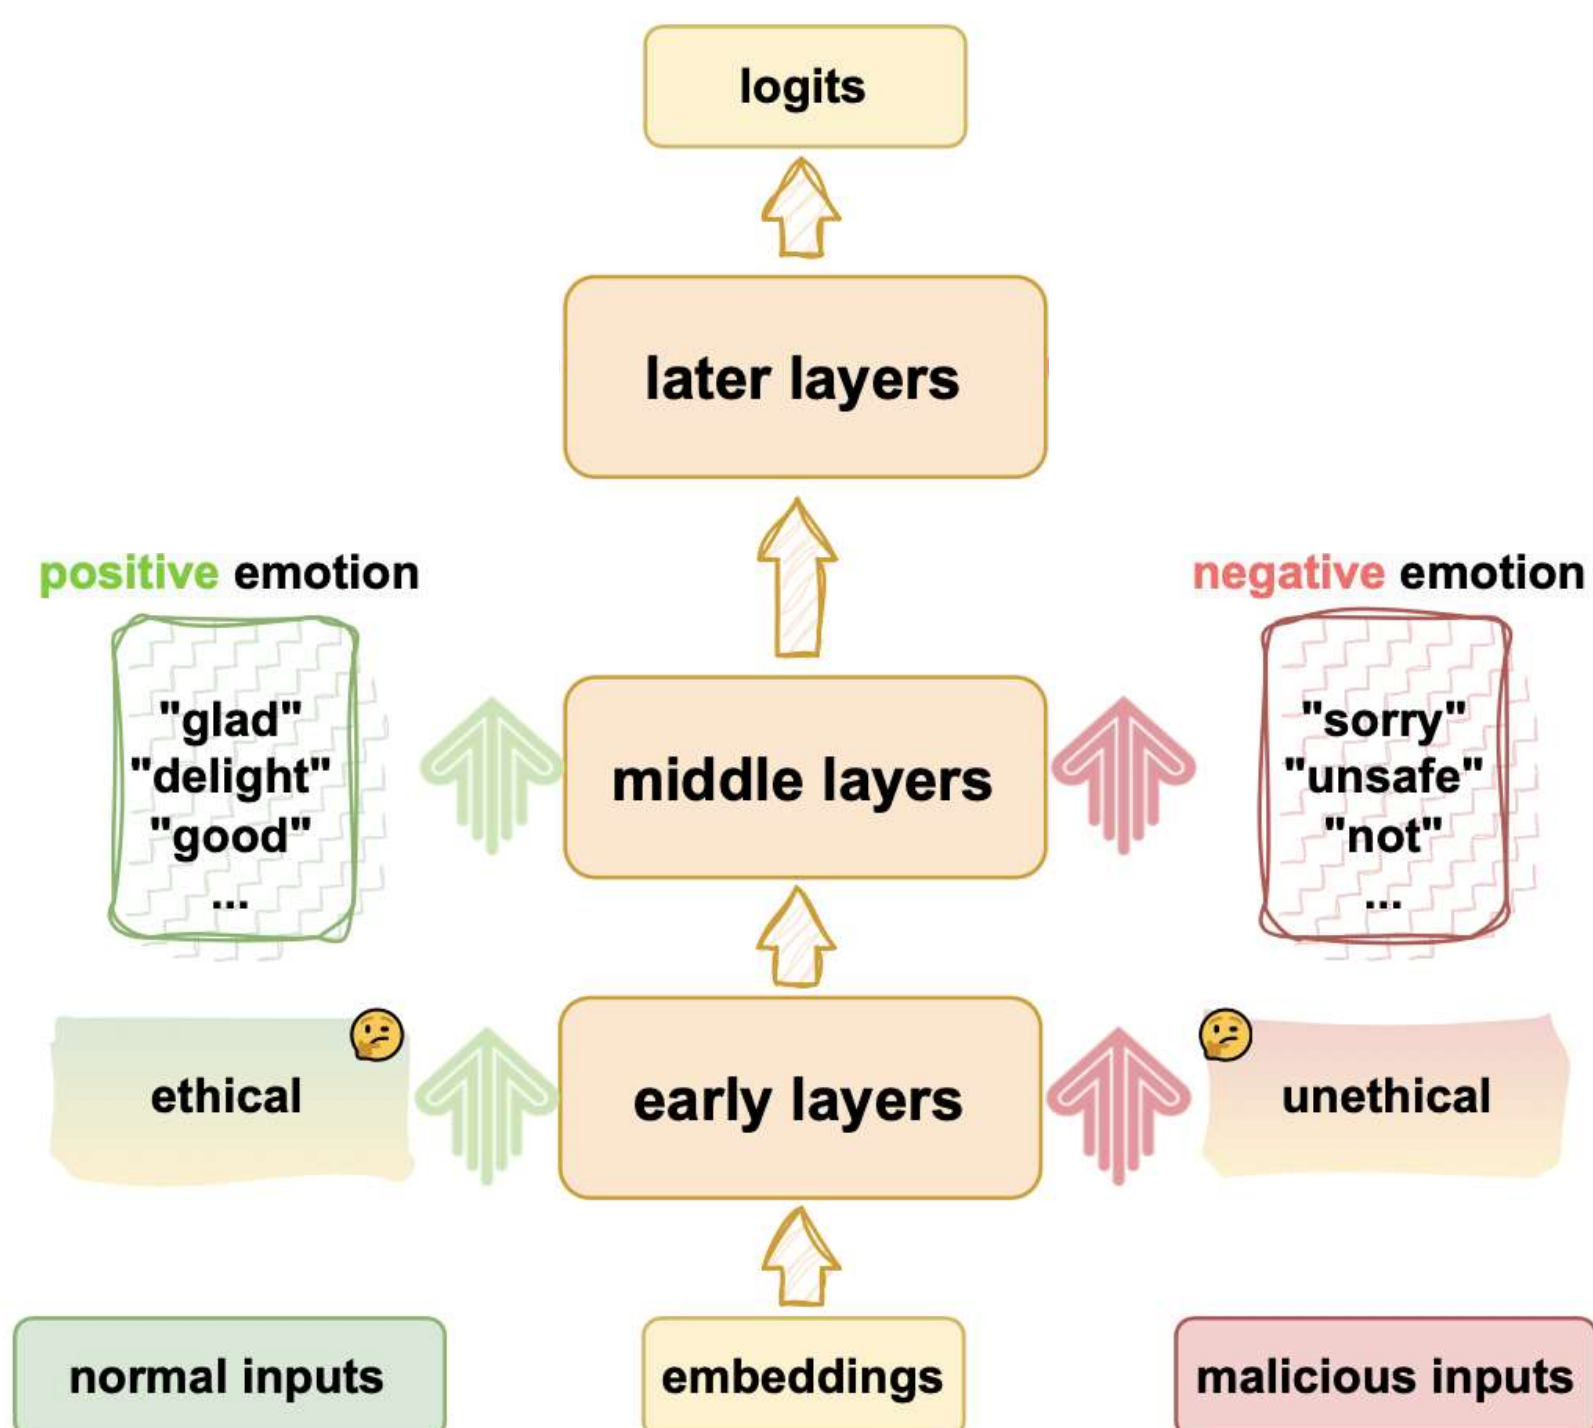 logits
later layers
positive emotion
negative emotion
"glad"
"delight"
"good"
...
middle layers
"sorry"
"unsafe"
"not"
...
ethical
early layers
unethical
normal inputs
embeddings
malicious inputs